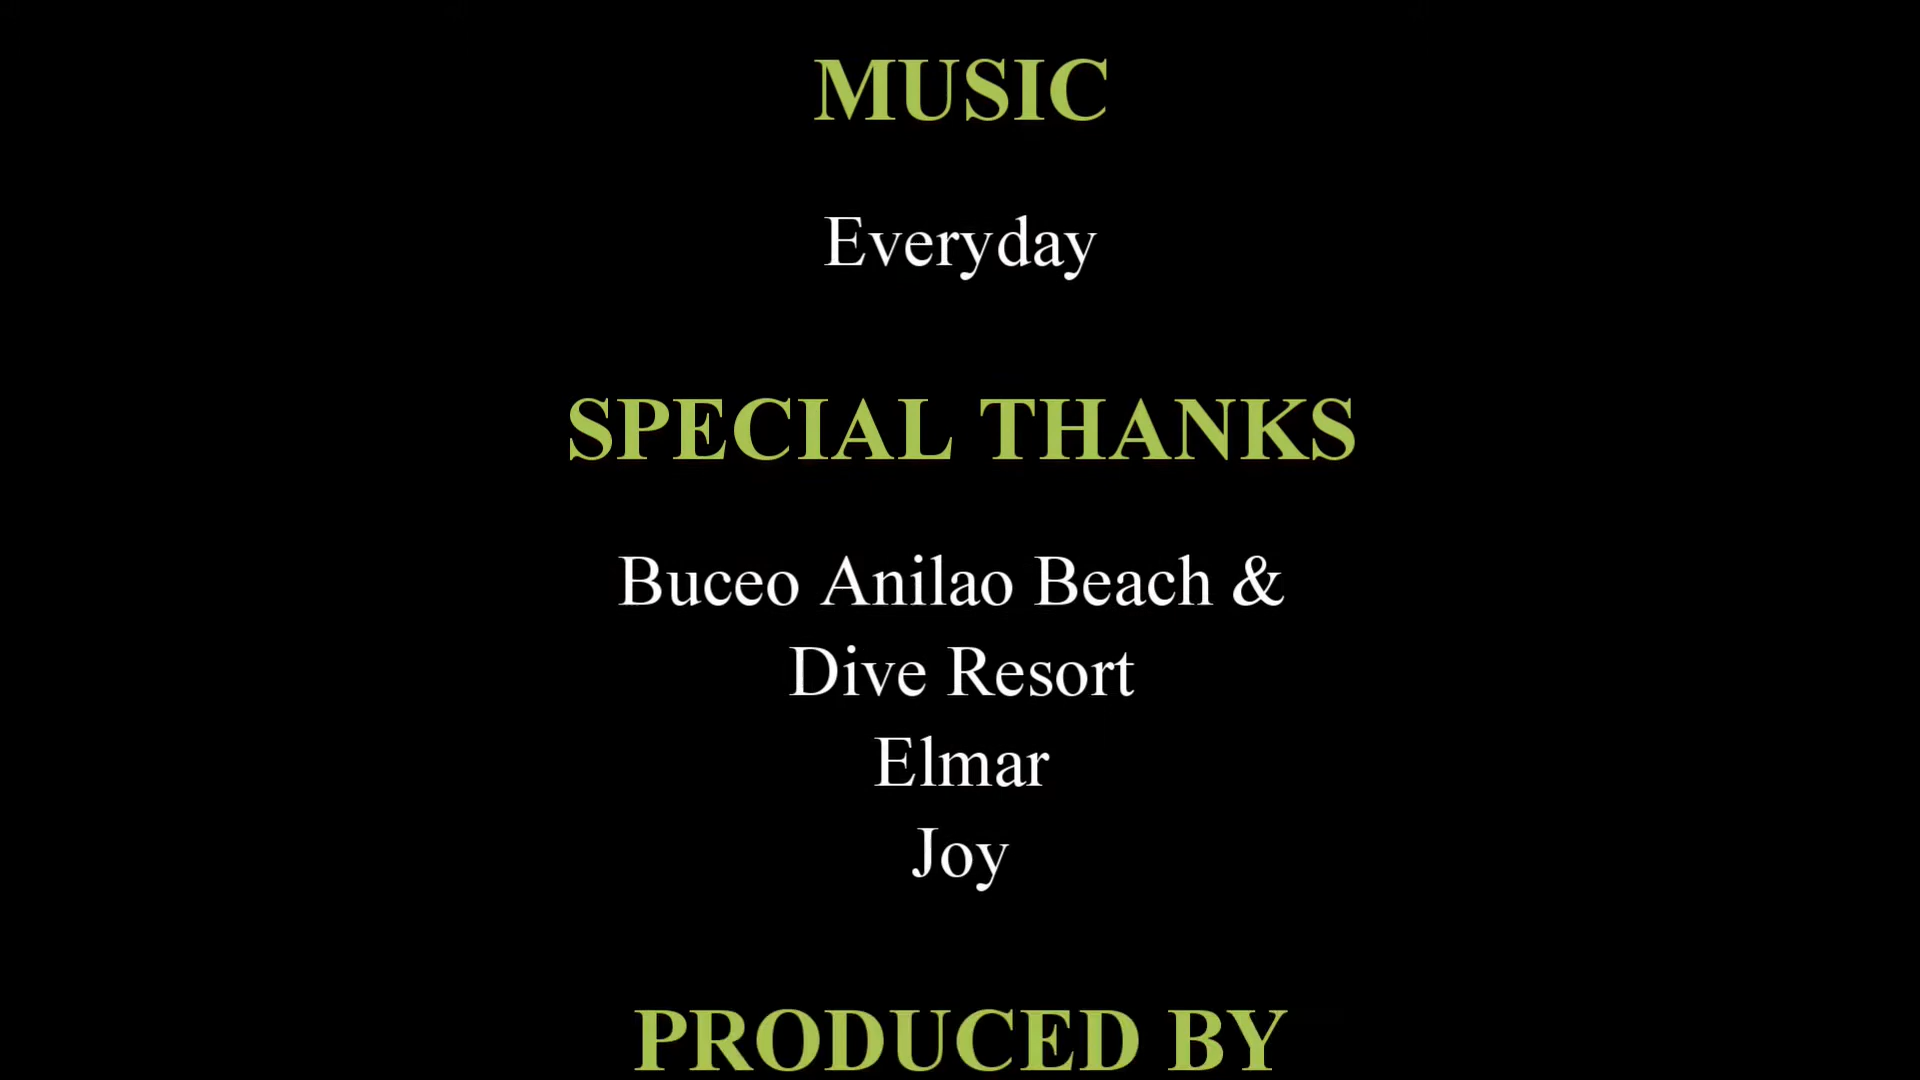 MUSIC
Everyday
SPECIAL THANKS
Buceo Anilao Beach &
Dive Resort
Elmar
Joy
PRODUCED BY